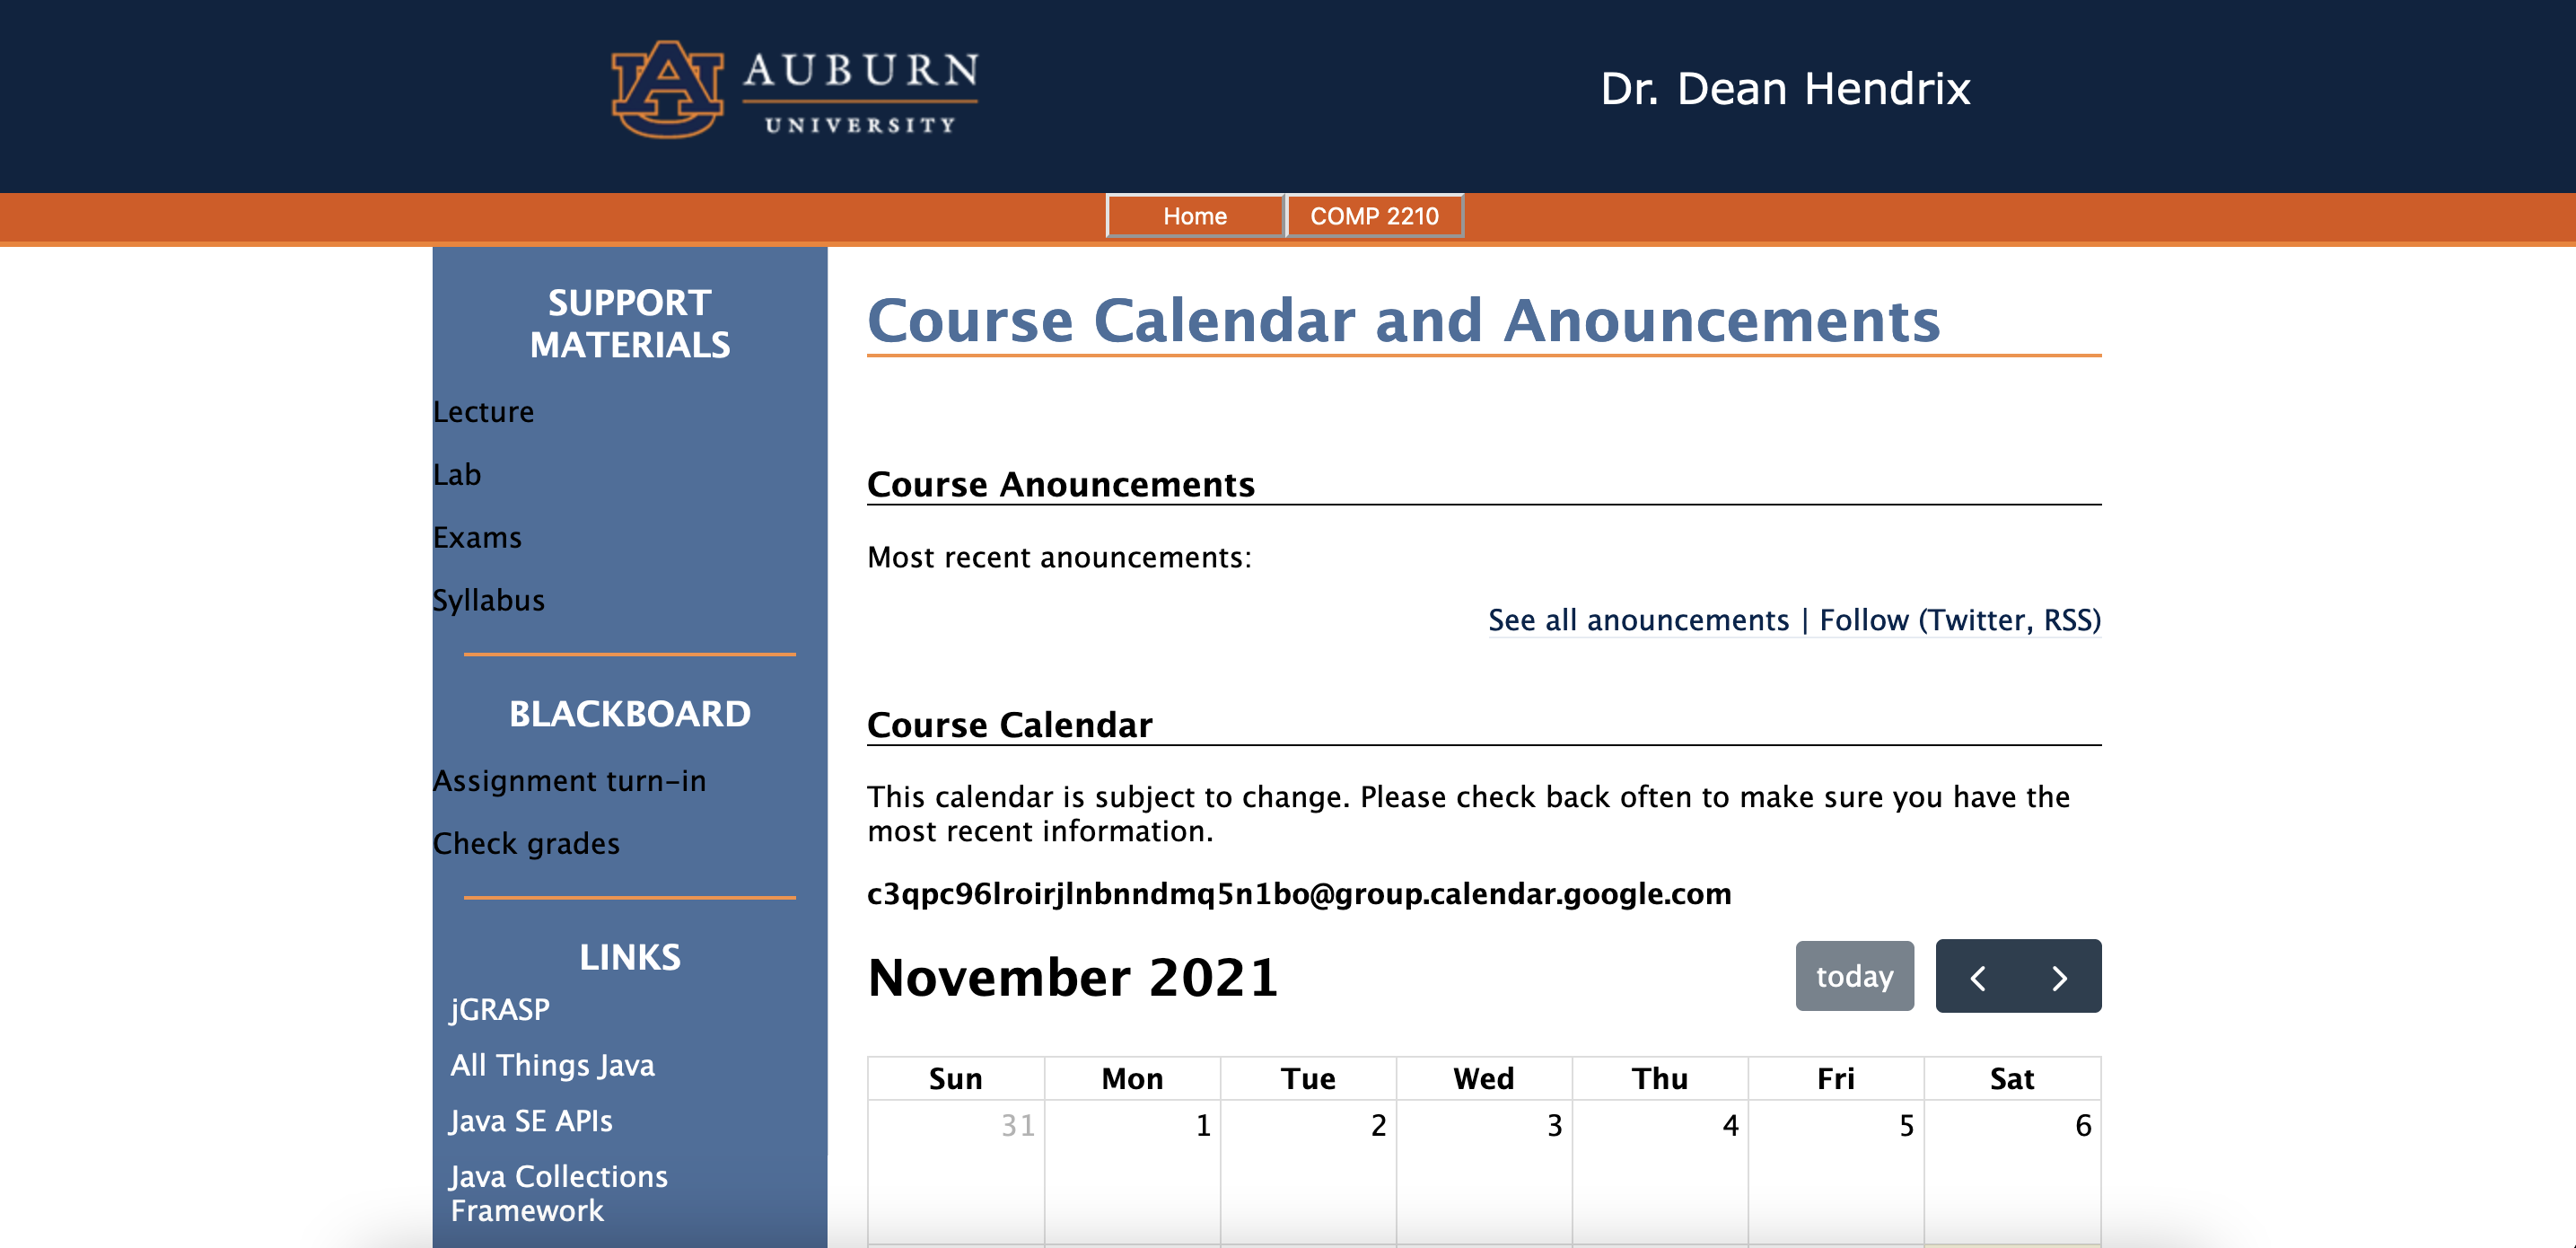 AUBURN
UNIVERSITY
Dr. Dean Hendrix
Home
COMP 2210
SUPPORT
MATERIALS
Lecture
Lab
Exams
Syllabus
BLACKBOARD
Assignment turn-in
Check grades
LINKS
jGRASP
All Things Java
Java SE APIs
Java Collections
Framework
Course Calendar and Anouncements
Course Anouncements
Most recent anouncements:
See all anouncements | Follow (Twitter, RSS)
Course Calendar
This calendar is subject to change. Please check back often to make sure you have the
most recent information.
c3qpc96lroirjlnbnndmq5n1bo@group.calendar.google.com
November 2021
today
Sun Mon Tue Wed Thu Fri Sat
31 1 2 3 4 5 6